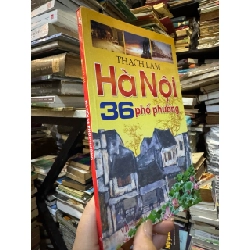 THẠCH LAM
Hà Nội
36 phố phường